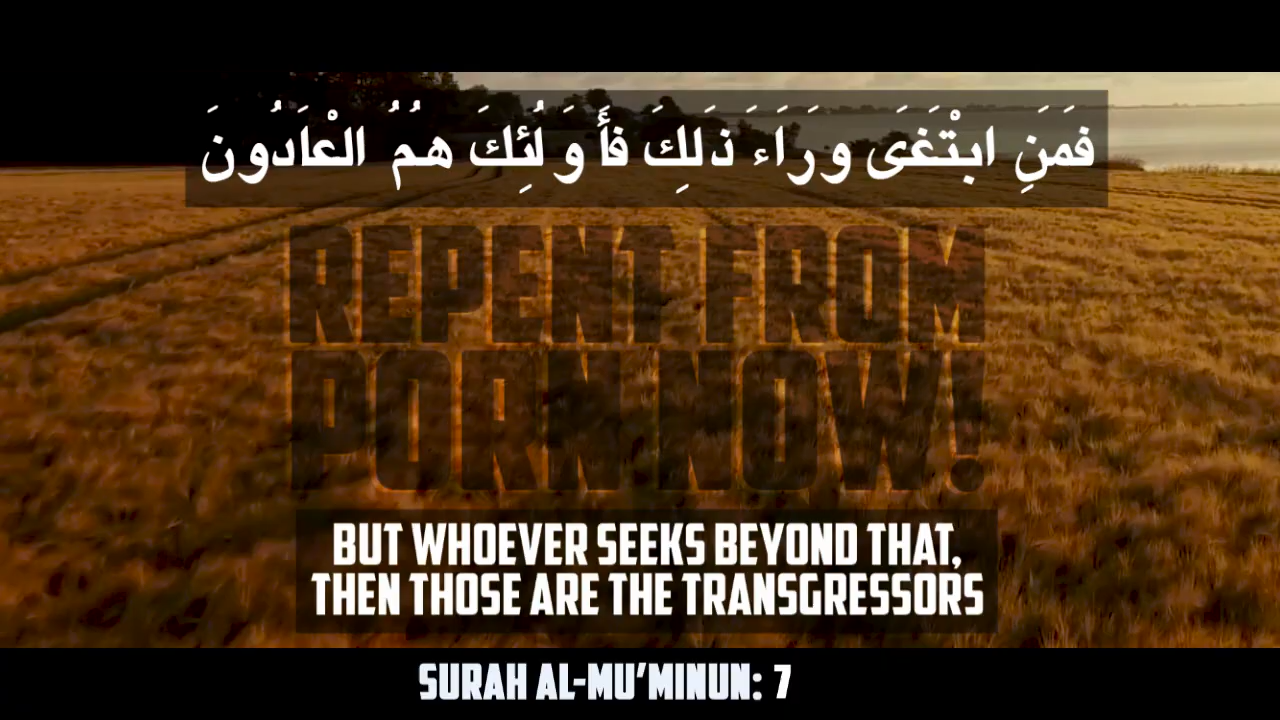 فَمَنِ ابْتَغَى وَرَاءَ ذَلِكَ فَأُولَئِكَ هُمُ الْعَادُونَ
REPENT FROM
PORN NOW!
BUT WHOEVER SEEKS BEYOND THAT,
THEN THOSE ARE THE TRANSGRESSORS
SURAH AL-MU'MINUN: 7